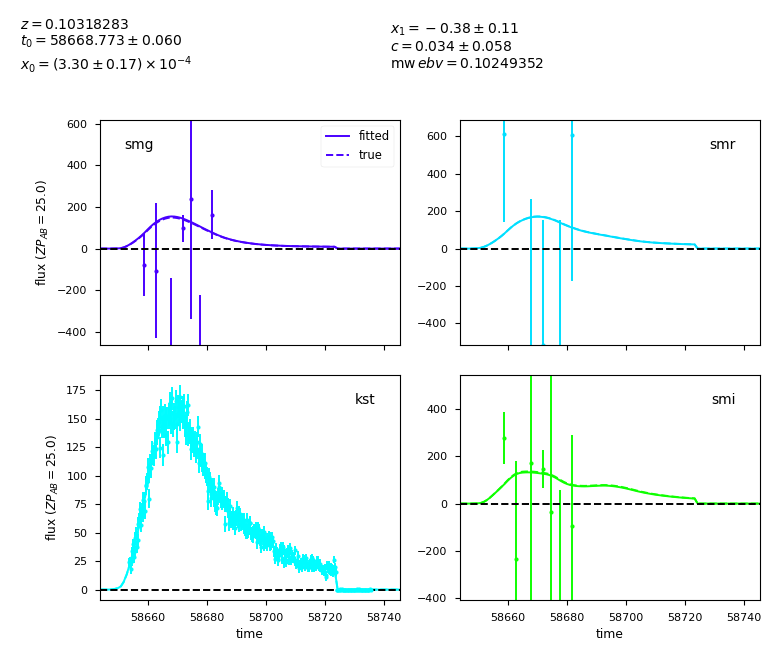 z = 0.10318283
t₀ = 58668.773 ± 0.060
x₀ = (3.30 ± 0.17) × 10⁻⁴
x₁ = −0.38 ± 0.11
c = 0.034 ± 0.058
mw ebv = 0.10249352
smg
fitted
true
600
400
200
0
−200
−400
flux (ZP_AB = 25.0)
smr
600
400
200
0
−200
−400
kst
175
150
125
100
75
50
25
0
flux (ZP_AB = 25.0)
58660 58680 58700 58720 58740
time
smi
400
200
0
−200
−400
58660 58680 58700 58720 58740
time